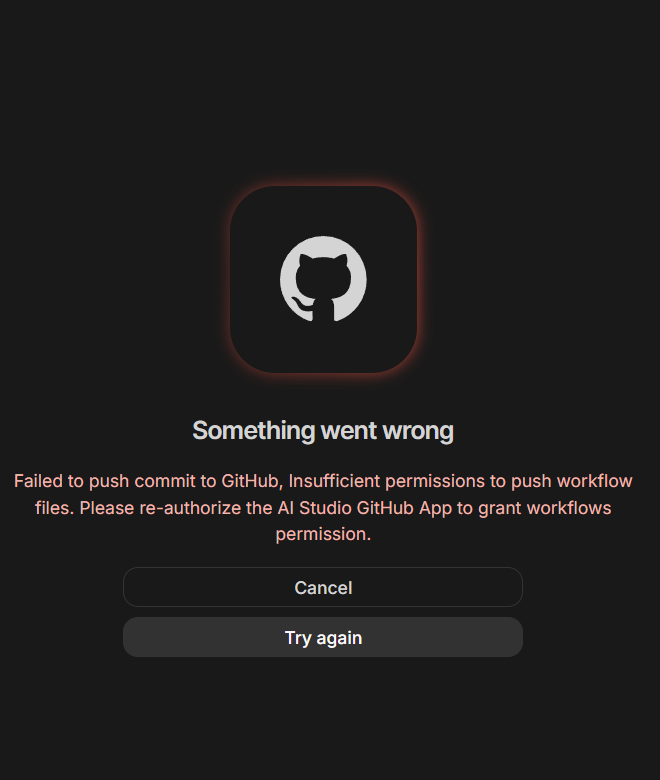 Something went wrong
Failed to push commit to GitHub, Insufficient permissions to push workflow
files. Please re-authorize the AI Studio GitHub App to grant workflows
permission.
Cancel
Try again